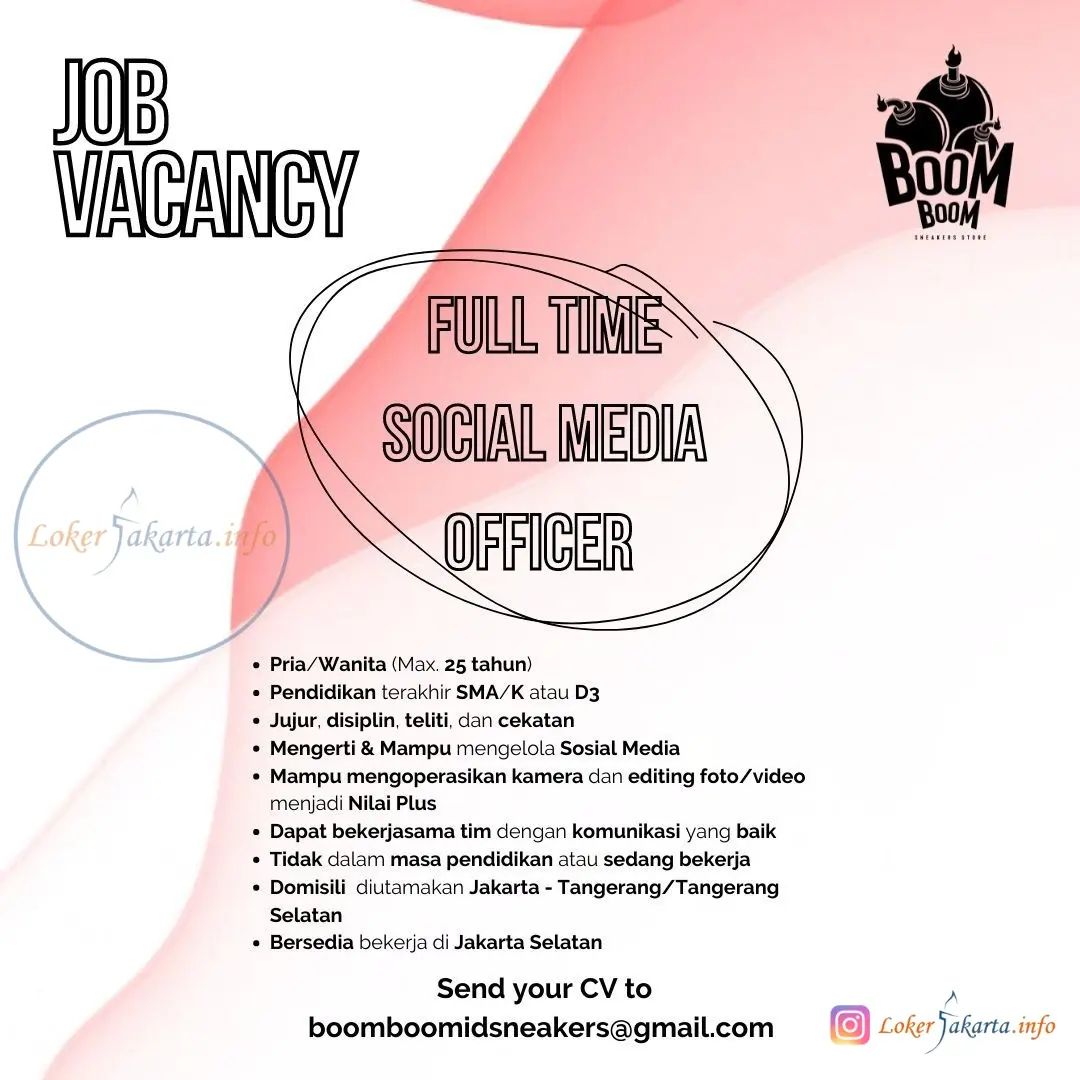 JOB
VACANCY
BOOM
BOOM
SNEAKERS STORE
FULL TIME
SOCIAL MEDIA
OFFICER
Loker Jakarta.info
• Pria/Wanita (Max. 25 tahun)
• Pendidikan terakhir SMA/K atau D3
• Jujur, disiplin, teliti, dan cekatan
• Mengerti & Mampu mengelola Sosial Media
• Mampu mengoperasikan kamera dan editing foto/video
menjadi Nilai Plus
• Dapat bekerjasama tim dengan komunikasi yang baik
• Tidak dalam masa pendidikan atau sedang bekerja
• Domisili diutamakan Jakarta - Tangerang/Tangerang
Selatan
• Bersedia bekerja di Jakarta Selatan
Send your CV to
boomboomidsneakers@gmail.com
Loker Jakarta.info